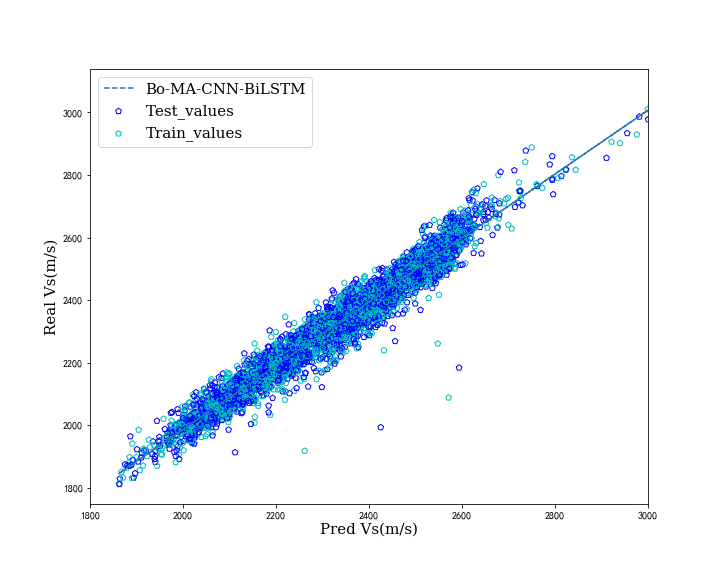 Bo-MA-CNN-BiLSTM
Test_values
Train_values
3000
2800
2600
2400
2200
2000
1800
Real Vs(m/s)
1800 2000 2200 2400 2600 2800 3000
Pred Vs(m/s)